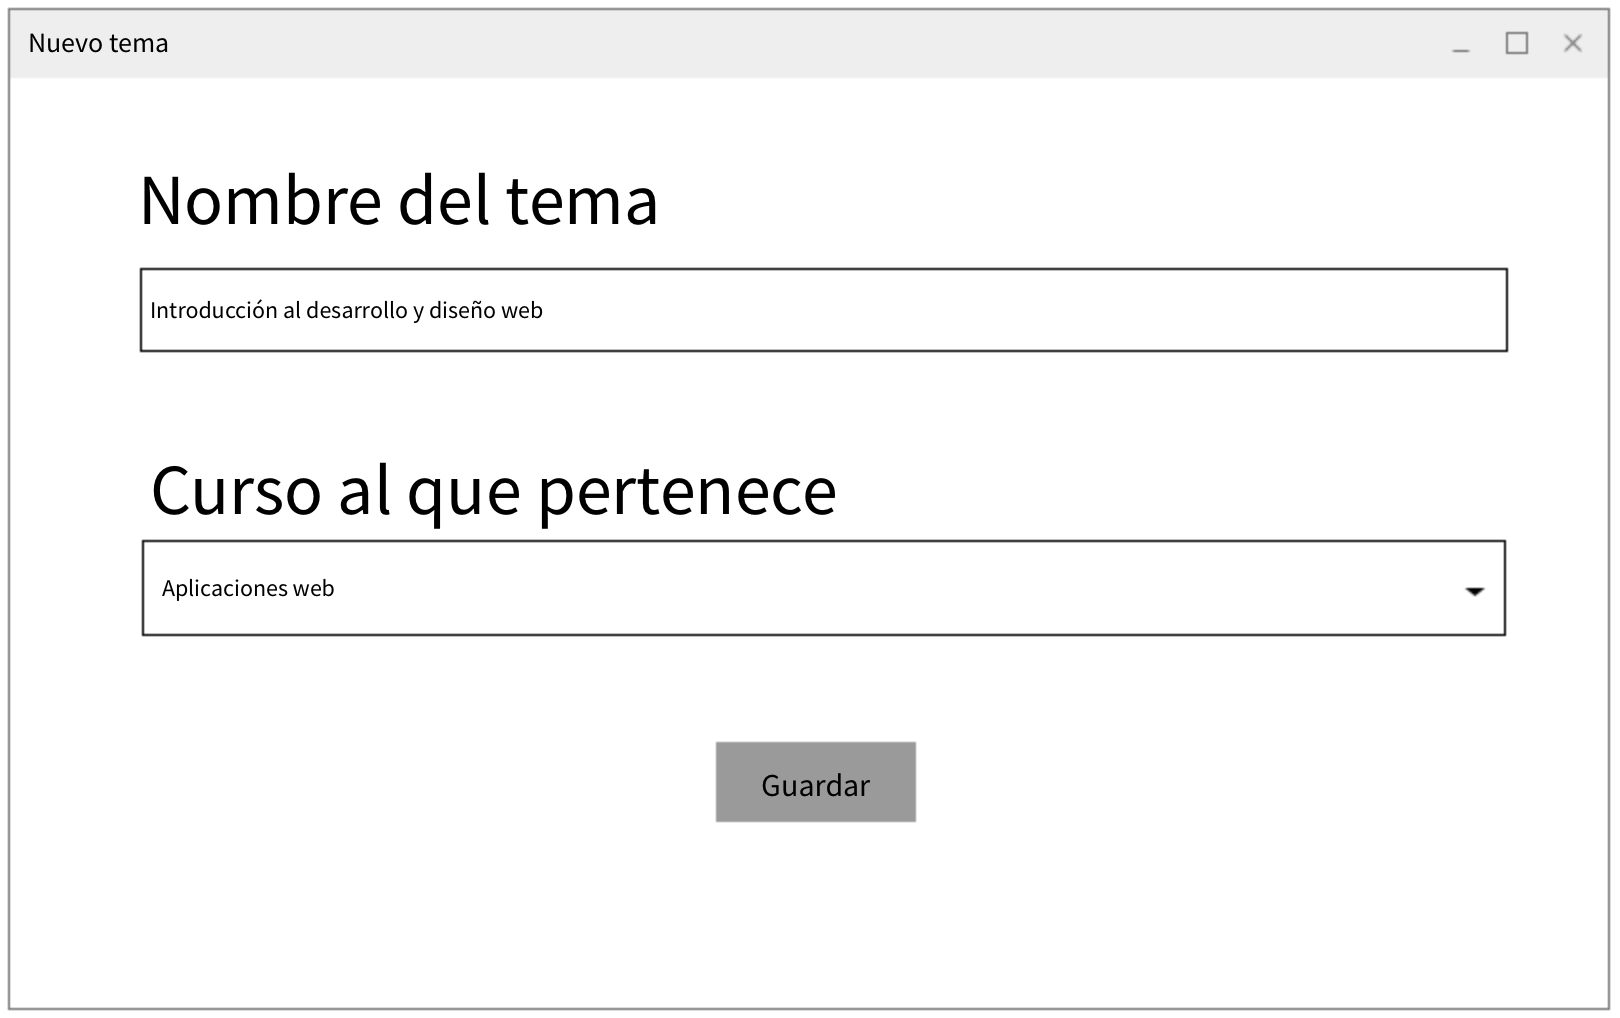 Nuevo tema
Nombre del tema
Introducción al desarrollo y diseño web
Curso al que pertenece
Aplicaciones web
Guardar